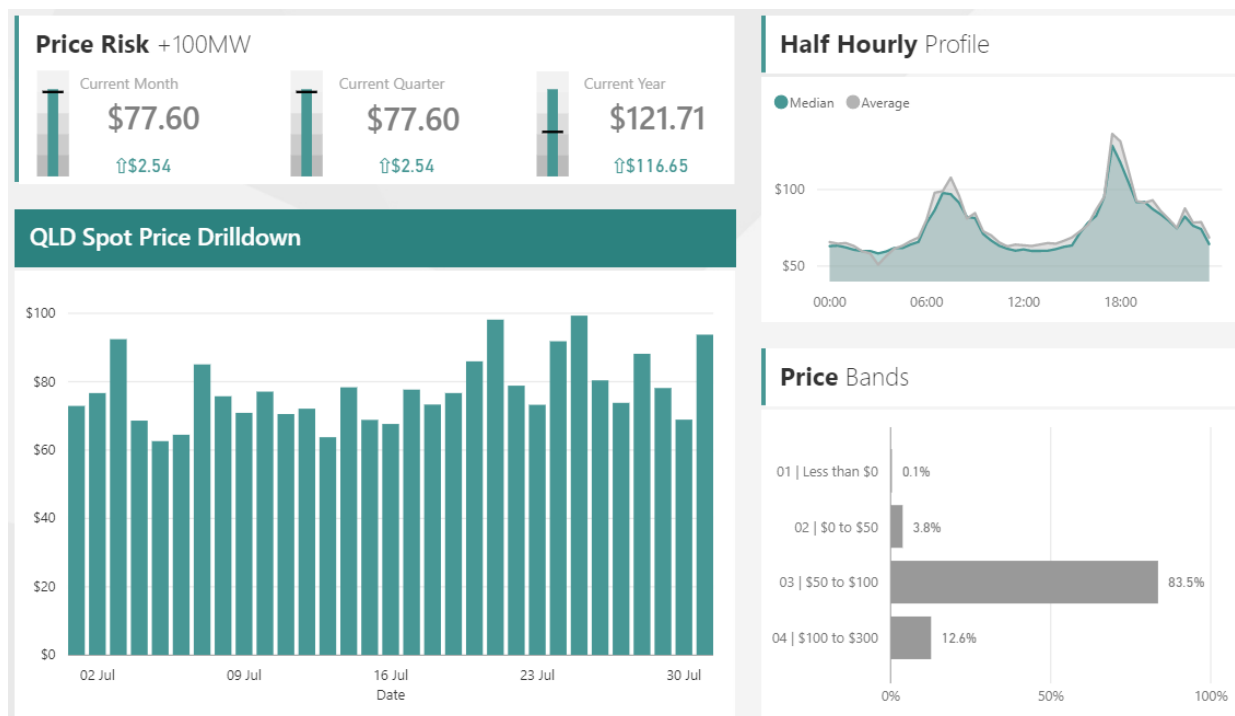 Price Risk +100MW
Current Month
$77.60
⇧$2.54
Current Quarter
$77.60
⇧$2.54
Current Year
$121.71
⇧$116.65
QLD Spot Price Drilldown
$100
$80
$60
$40
$20
$0
02 Jul
09 Jul
16 Jul
23 Jul
30 Jul
Date
Half Hourly Profile
Median
Average
$100
$50
00:00
06:00
12:00
18:00
Price Bands
01 | Less than $0
0.1%
02 | $0 to $50
3.8%
03 | $50 to $100
83.5%
04 | $100 to $300
12.6%
0%
50%
100%